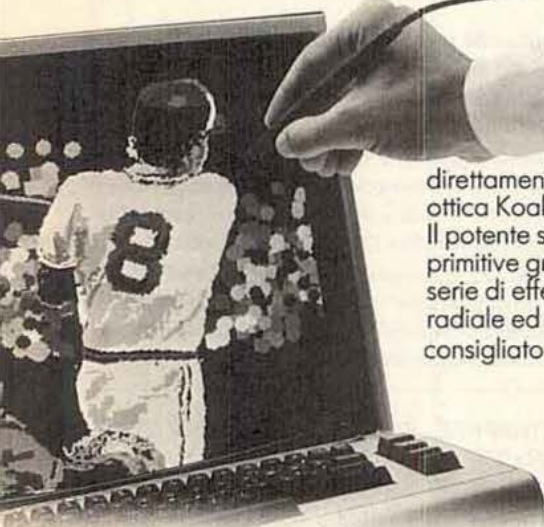 8
direttamen
ottica Koal
Il potente s
primitive gr
serie di effe
radiale ed
consigliato